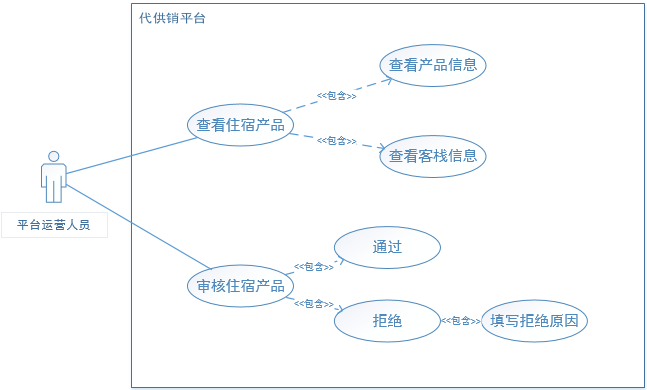 代供销平台
查看产品信息
<<包含>>
查看住宿产品
<<包含>>
查看客栈信息
平台运营人员
通过
<<包含>>
审核住宿产品
<<包含>>
拒绝
<<包含>>
填写拒绝原因